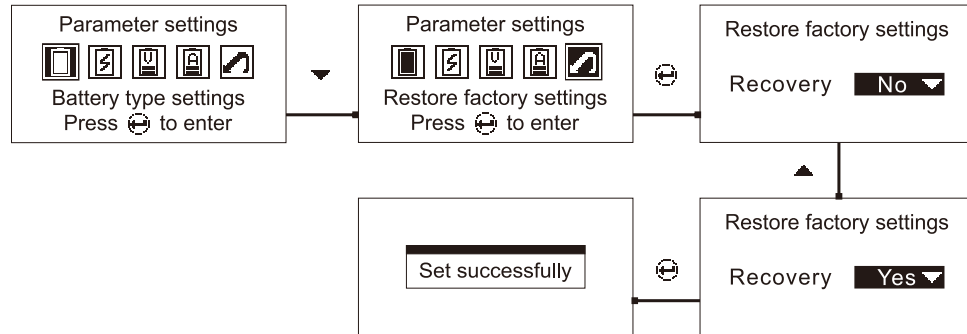 Parameter settings
Battery type settings
Press to enter
Parameter settings
Restore factory settings
Press to enter
Restore factory settings
Recovery No
Restore factory settings
Recovery Yes
Set successfully